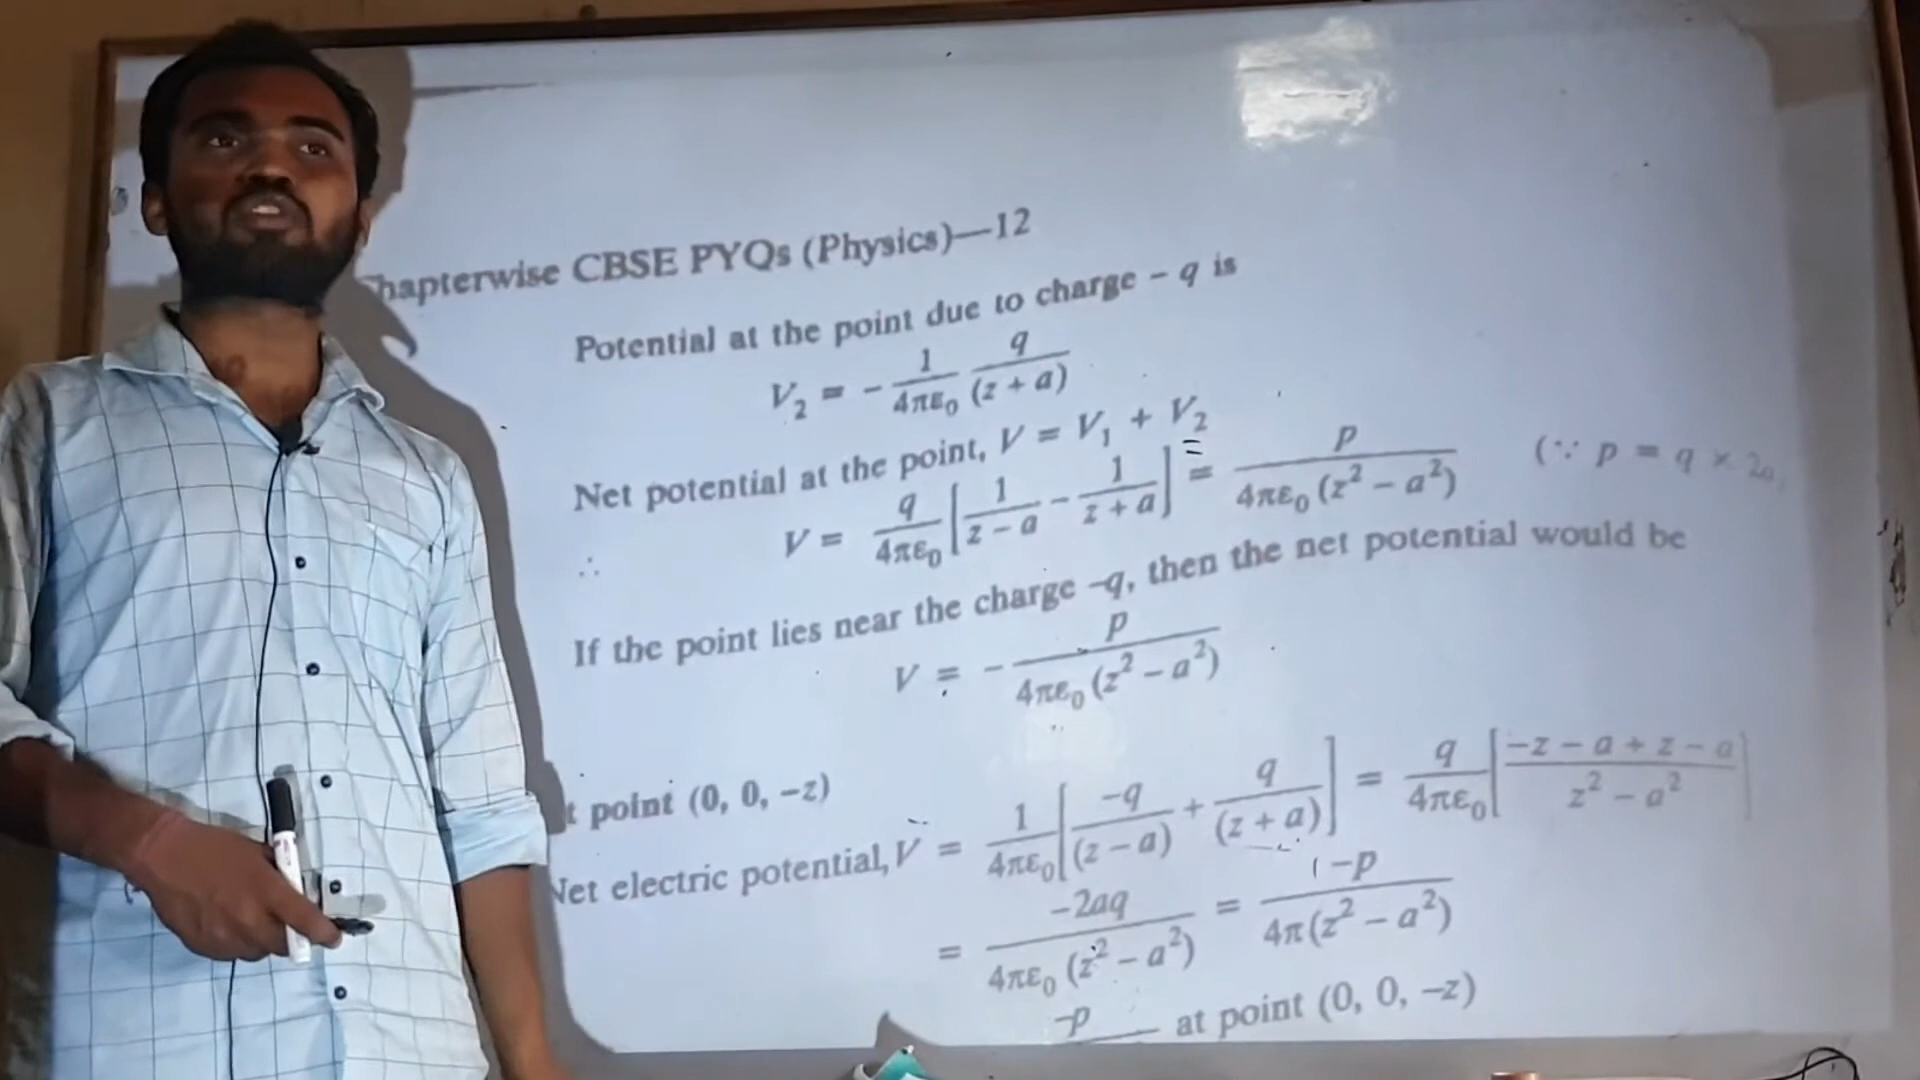 hapterwise CBSE PYQs (Physics)—12
Potential at the point due to charge – q is
V₂ = – 1/4πε₀ q/(z + a)
Net potential at the point, V = V₁ + V₂
∴ V = q/4πε₀ [1/z – a – 1/z + a] = p/4πε₀ (z² – a²) (∵ p = q × 2a
If the point lies near the charge –q, then the net potential would be
V = – p/4πε₀ (z² – a²)
t point (0, 0, –z)
Net electric potential, V = 1/4πε₀ [–q/(z – a) + q/(z + a)] = q/4πε₀ [–z – a + z – a/z² – a²]
= –2aq/4πε₀ (z² – a²) = –p/4π(z² – a²)
–p at point (0, 0, –z)